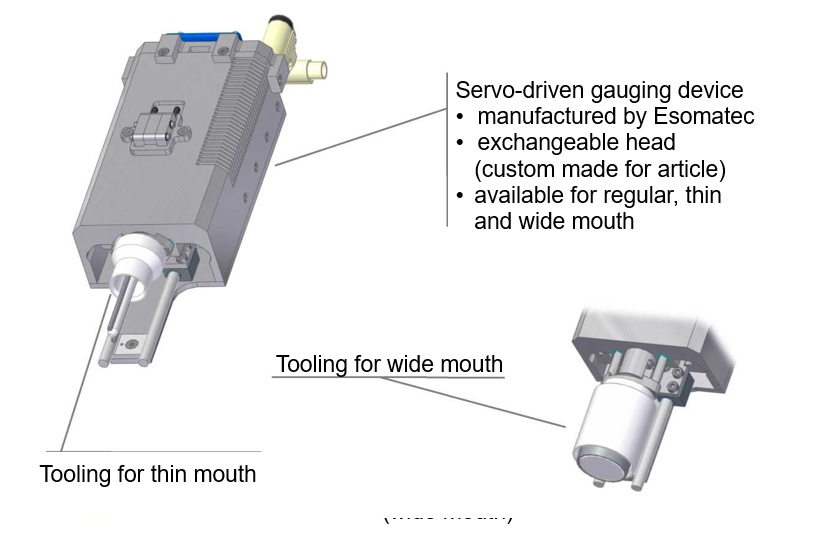 Servo-driven gauging device
• manufactured by Esomatec
• exchangeable head
(custom made for article)
• available for regular, thin
and wide mouth
Tooling for wide mouth
Tooling for thin mouth